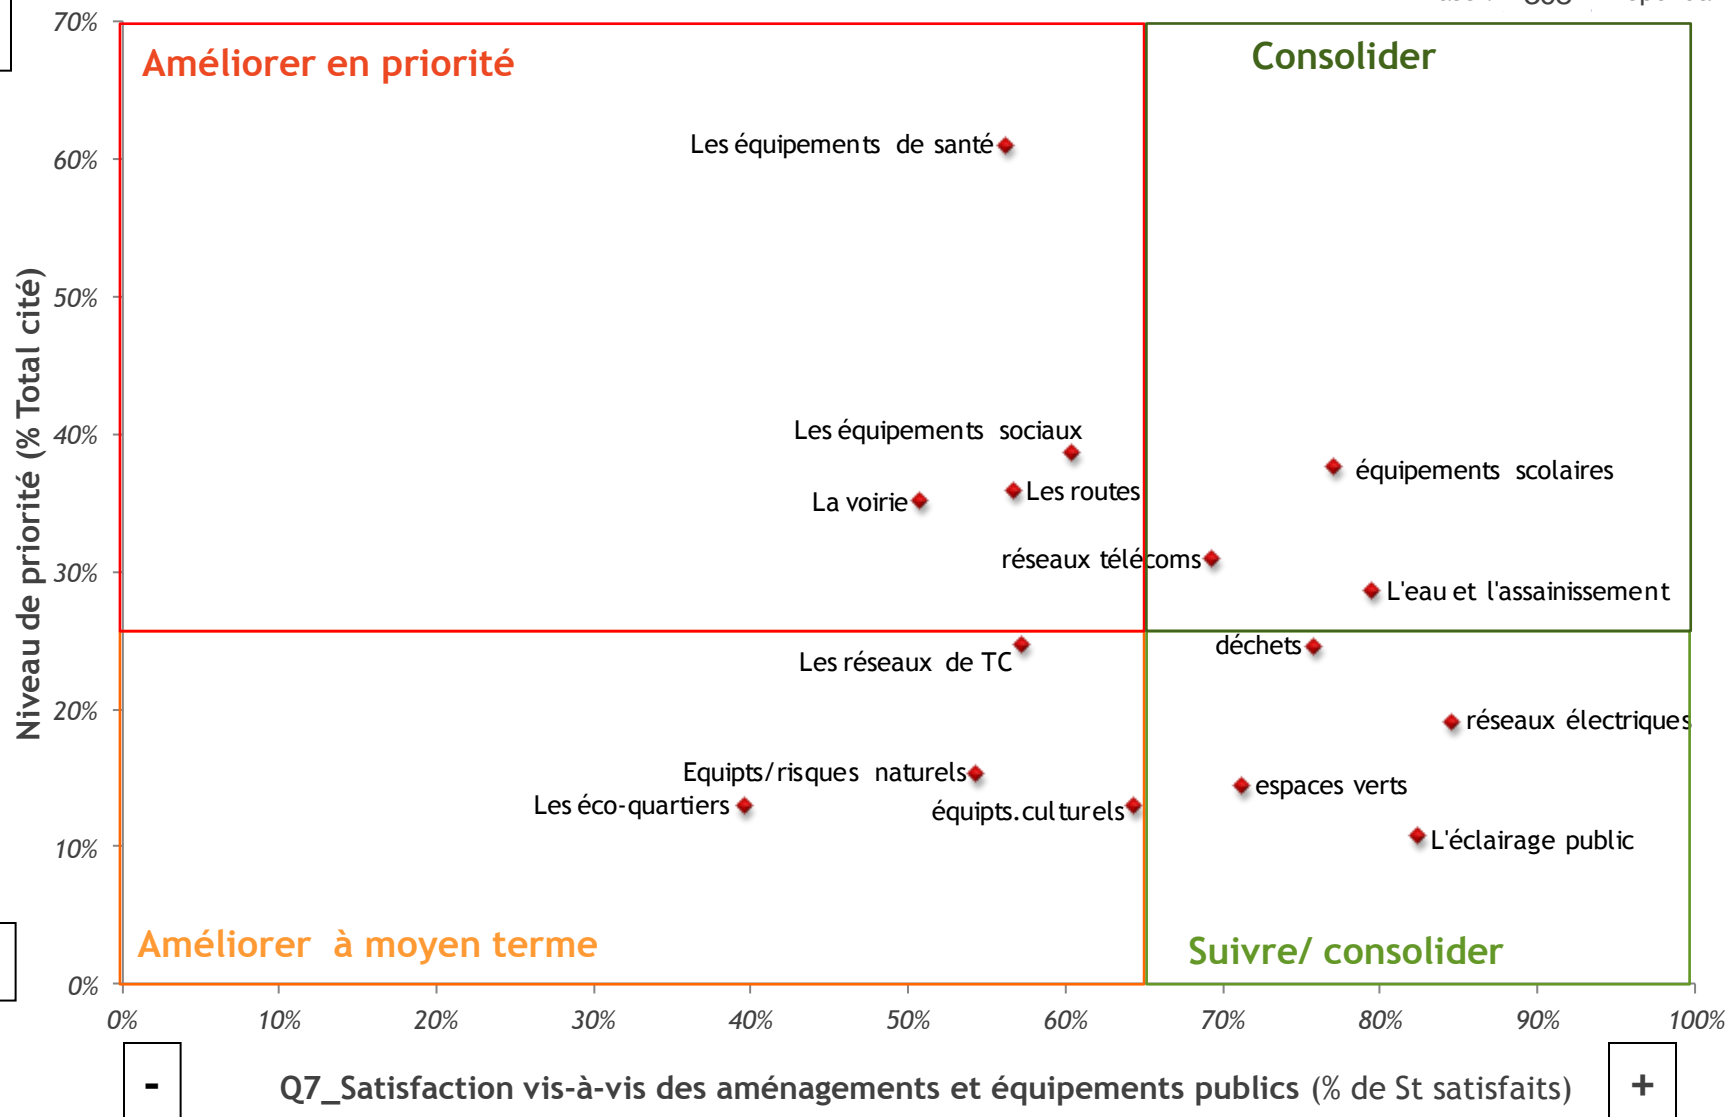 70%
Améliorer en priorité
Consolider
Les équipements de santé
60%
50%
Niveau de priorité (% Total cité)
40%
Les équipements sociaux
équipements scolaires
Les routes
La voirie
30%
réseaux télécoms
L'eau et l'assainissement
déchets
Les réseaux de TC
20%
réseaux électriques
Equipts/risques naturels
espaces verts
Les éco-quartiers
équipts.culturels
10%
L'éclairage public
Améliorer à moyen terme
Suivre/ consolider
0%
0% 10% 20% 30% 40% 50% 60% 70% 80% 90% 100%
- Q7_Satisfaction vis-à-vis des aménagements et équipements publics (% de St satisfaits) +